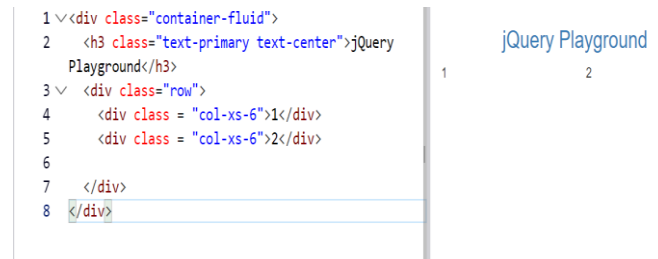 1 <div class="container-fluid">
2 <h3 class="text-primary text-center">jQuery
Playground</h3>
3 <div class="row">
4 <div class = "col-xs-6">1</div>
5 <div class = "col-xs-6">2</div>
6
7 </div>
8 </div>
jQuery Playground
1 2